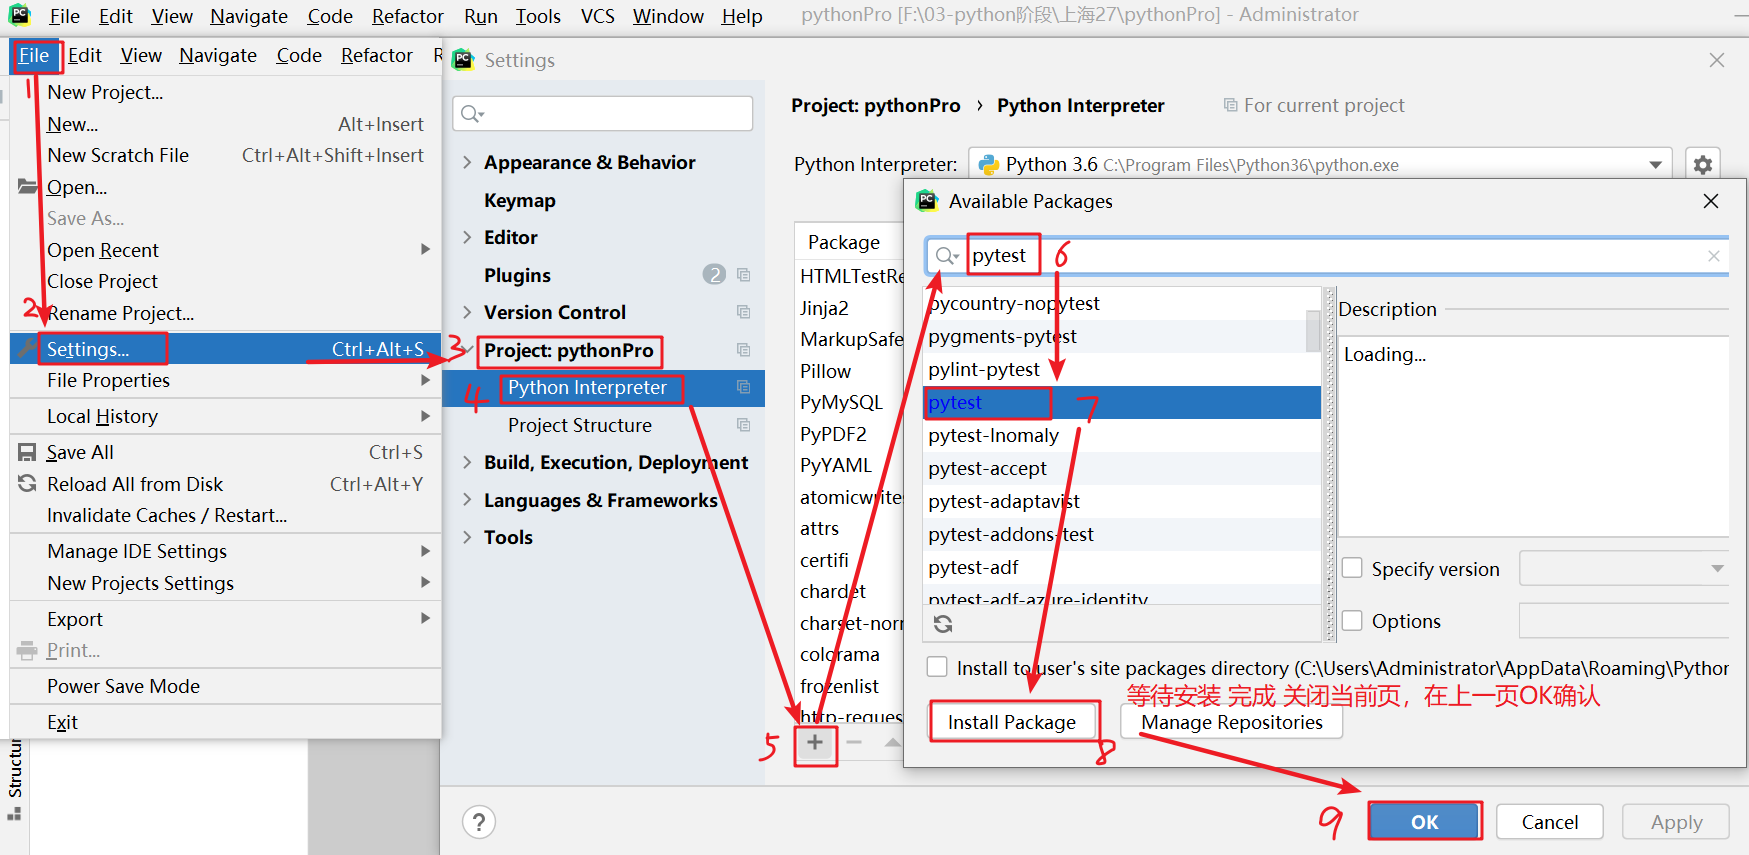 File Edit View Navigate Code Refactor Run Tools VCS Window Help pythonPro [F:\03-python阶段\上海27\pythonPro] - Administrator
File Edit View Navigate Code Refactor R
1
New Project...
New... Alt+Insert
New Scratch File Ctrl+Alt+Shift+Insert
Open...
Save As...
Open Recent
Close Project
2
Rename Project...
Settings... Ctrl+Alt+S
File Properties
Local History
Save All Ctrl+S
Reload All from Disk Ctrl+Alt+Y
Invalidate Caches / Restart...
Manage IDE Settings
New Projects Settings
Export
Print...
Power Save Mode
Exit
Structur
Settings
Appearance & Behavior
Keymap
Editor
Plugins 2
Version Control
3
Project: pythonPro
4
Python Interpreter
Project Structure
Build, Execution, Deployment
Languages & Frameworks
Tools
Project: pythonPro › Python Interpreter For current project
Python Interpreter: Python 3.6 C:\Program Files\Python36\python.exe
Package
HTMLTestRe
Jinja2
MarkupSafe
Pillow
PyMySQL
PyPDF2
PyYAML
atomicwrites
attrs
certifi
chardet
charset-norr
colorama
frozenlist
http-reques
5
Available Packages
pytest
6
pycountry-nopytest
pygments-pytest
pylint-pytest
pytest
7
pytest-Inomaly
pytest-accept
pytest-adaptavist
pytest-addons-test
pytest-adf
pytest-adf-azure-identity
Description
Loading...
Specify version
Options
Install to user's site packages directory (C:\Users\Administrator\AppData\Roaming\Python
等待安装 完成 关闭当前页，在上一页OK确认
Install Package
Manage Repositories
8
9
?
OK
Cancel
Apply